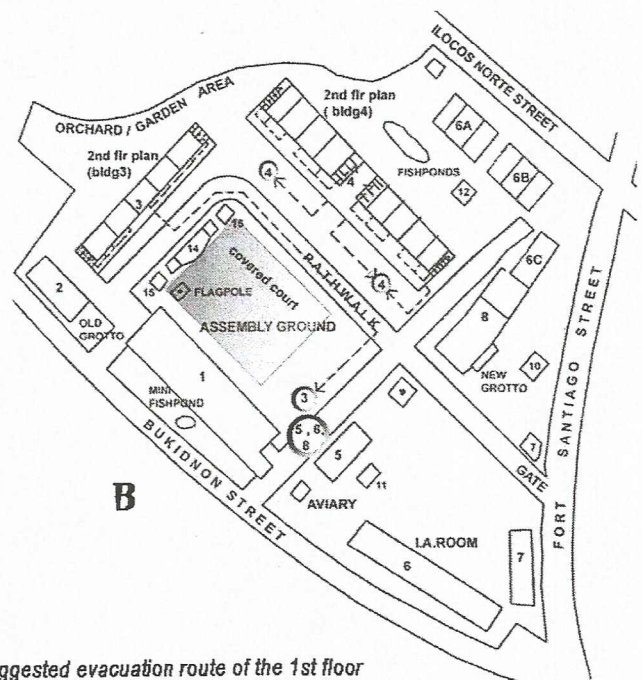 ILOCOS NORTE STREET
ORCHARD / GARDEN AREA
2nd flr plan
( bldg4)
2nd flr plan
(bldg3)
6A
FISHPONDS
6B
12
4
4
3
15
14
covered court
PATHWALK
6C
15
FLAGPOLE
4
2
OLD
GROTTO
ASSEMBLY GROUND
8
1
MINI
FISHPOND
NEW
GROTTO
10
3
9
5 , 6,
8
5
1
GATE
FORT SANTIAGO STREET
BUKIDNON STREET
11
B
AVIARY
I.A.ROOM
6
7
ggested evacuation route of the 1st floor